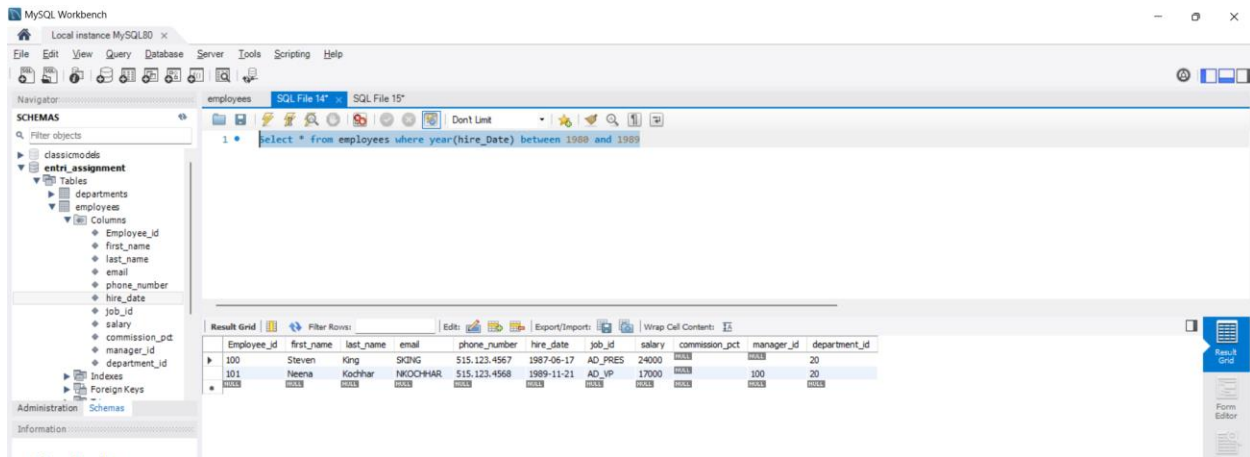 MySQL Workbench
Local instance MySQL80 ×
File Edit View Query Database Server Tools Scripting Help
Navigator
employees SQL File 14* × SQL File 15*
SCHEMAS
Filter objects
Don't Limit
1 Select * from employees where year(hire_Date) between 1980 and 1989
classicmodels
entri_assignment
Tables
departments
employees
Columns
Employee_id
first_name
last_name
email
phone_number
hire_date
job_id
salary
commission_pct
manager_id
department_id
Indexes
Foreign Keys
Administration Schemas
Information
Result Grid Filter Rows: Edit: Export/Import: Wrap Cell Content:
Employee_id first_name last_name email phone_number hire_date job_id salary commission_pct manager_id department_id
100 Steven King SKING 515.123.4567 1987-06-17 AD_PRES 24000 NULL NULL 20
101 Neena Kochhar NKOCHHAR 515.123.4568 1989-11-21 AD_VP 17000 NULL 100 20
NULL NULL NULL NULL NULL NULL NULL NULL NULL NULL NULL
Result
Grid
Form
Editor